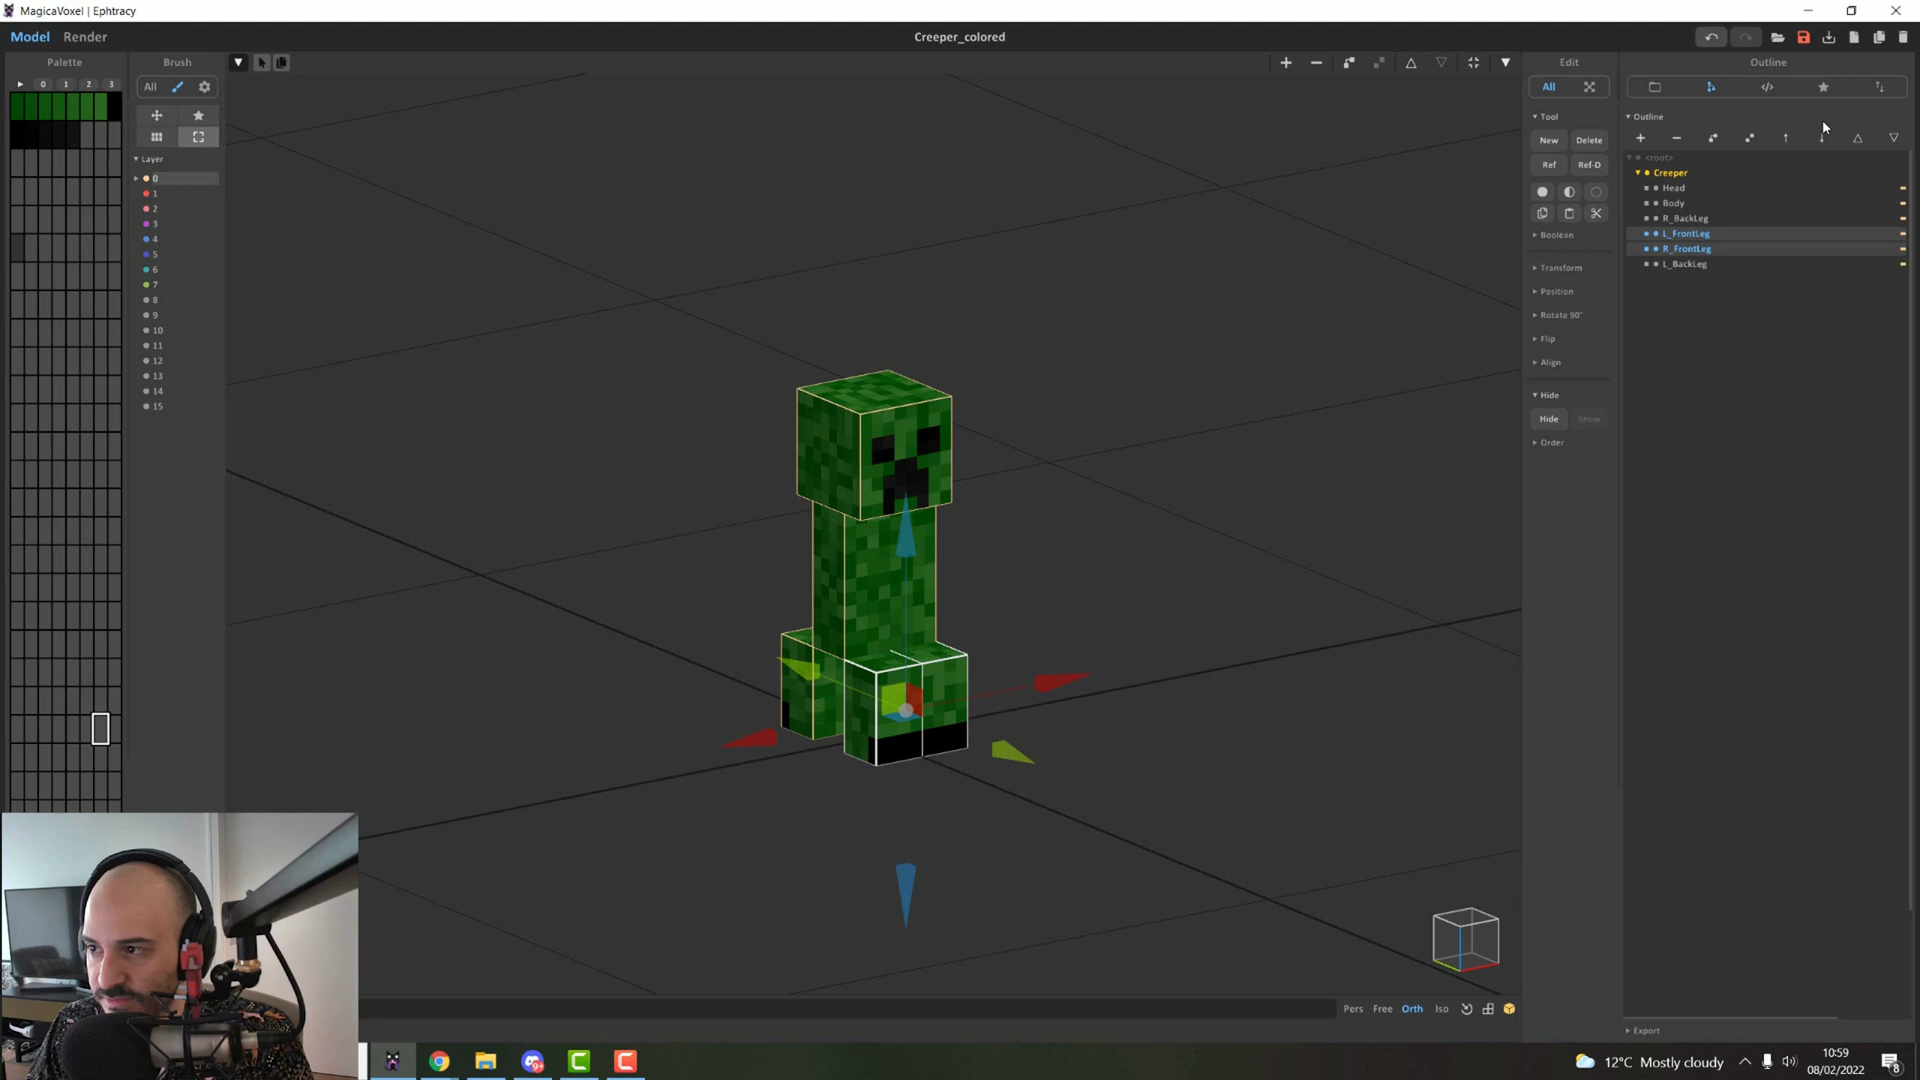 MagicaVoxel | Ephtracy
Model Render
Creeper_colored
Palette
0 1 2 3
Brush
All
Layer
0
1
2
3
4
5
6
7
8
9
10
11
12
13
14
15
Edit
All
Tool
New Delete
Ref Ref-D
Boolean
Transform
Position
Rotate 90°
Flip
Align
Hide
Hide Show
Order
Outline
Outline
<root>
Creeper
Head
Body
R_BackLeg
L_FrontLeg
R_FrontLeg
L_BackLeg
Export
Pers Free Orth Iso
9+
12°C Mostly cloudy
10:59
08/02/2022
8